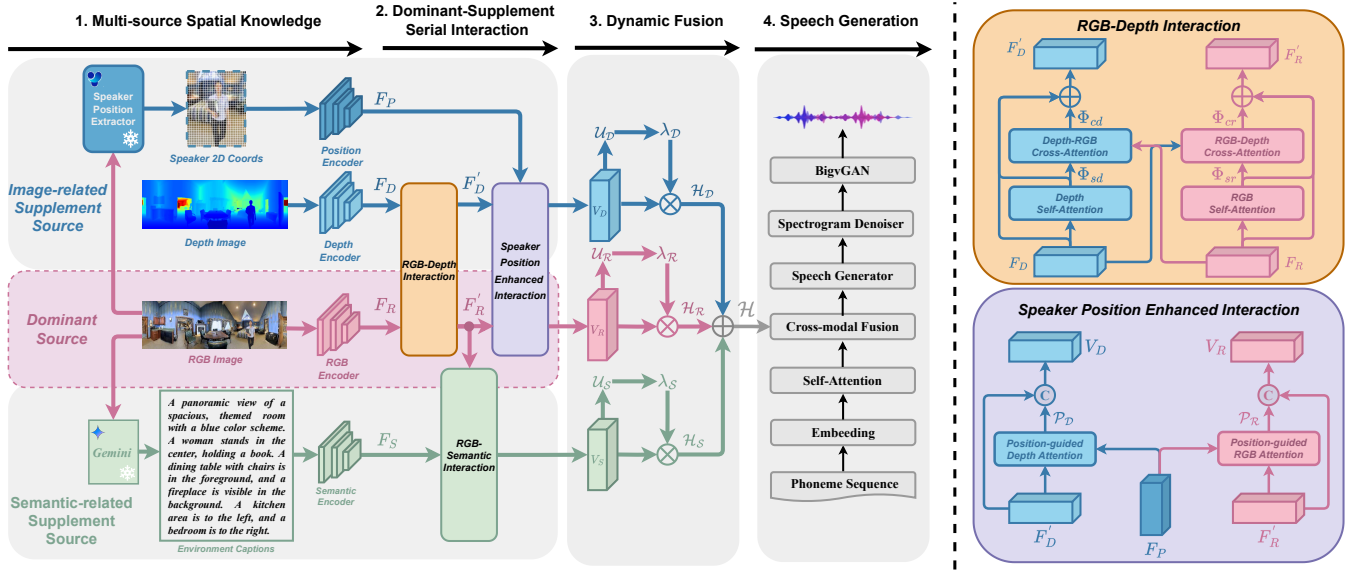 1. Multi-source Spatial Knowledge
2. Dominant-Supplement
Serial Interaction
3. Dynamic Fusion
4. Speech Generation
Speaker
Position
Extractor
Speaker 2D Coords
Position
Encoder
F_P
Image-related
Supplement
Source
Depth Image
Depth
Encoder
F_D
F'_D
RGB-Depth
Interaction
Speaker
Position
Enhanced
Interaction
Dominant
Source
RGB Image
RGB
Encoder
F_R
F'_R
Gemini
A panoramic view of a
spacious, themed room
with a blue color scheme.
A woman stands in the
center, holding a book. A
dining table with chairs is
in the foreground, and a
fireplace is visible in the
background. A kitchen
area is to the left, and a
bedroom is to the right.
Environment Captions
Semantic-related
Supplement
Source
Semantic
Encoder
F_S
RGB-
Semantic
Interaction
U_D
λ_D
V_D
H_D
U_R
λ_R
V_R
H_R
U_S
λ_S
V_S
H_S
H
BigvGAN
Spectrogram Denoiser
Speech Generator
Cross-modal Fusion
Self-Attention
Embeeding
Phoneme Sequence
RGB-Depth Interaction
F'_D
F'_R
Φ_cd
Φ_cr
Depth-RGB
Cross-Attention
RGB-Depth
Cross-Attention
Φ_sd
Φ_sr
Depth
Self-Attention
RGB
Self-Attention
F_D
F_R
Speaker Position Enhanced Interaction
V_D
V_R
C
C
P_D
P_R
Position-guided
Depth Attention
Position-guided
RGB Attention
F'_D
F_P
F'_R